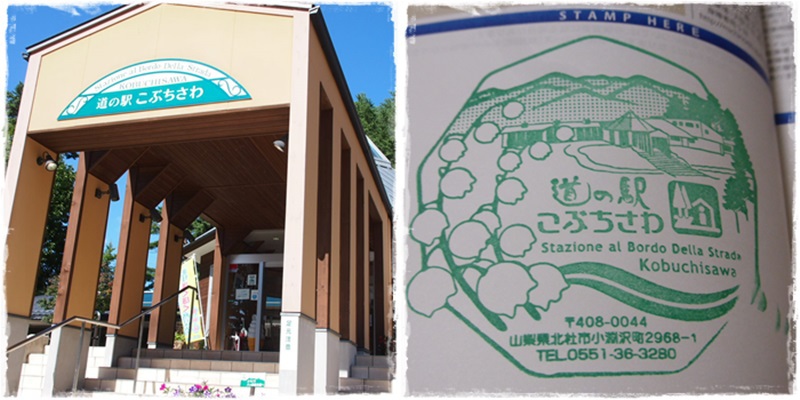 Stazione al Bordo Della Strada
KOBUCHISAWA
道の駅 こぶちさわ
STAMP HERE
道の駅
こぶちさわ
Stazione al Bordo Della Strada
Kobuchisawa
〒408-0044
山梨県北杜市小淵沢町2968-1
TEL.0551-36-3280